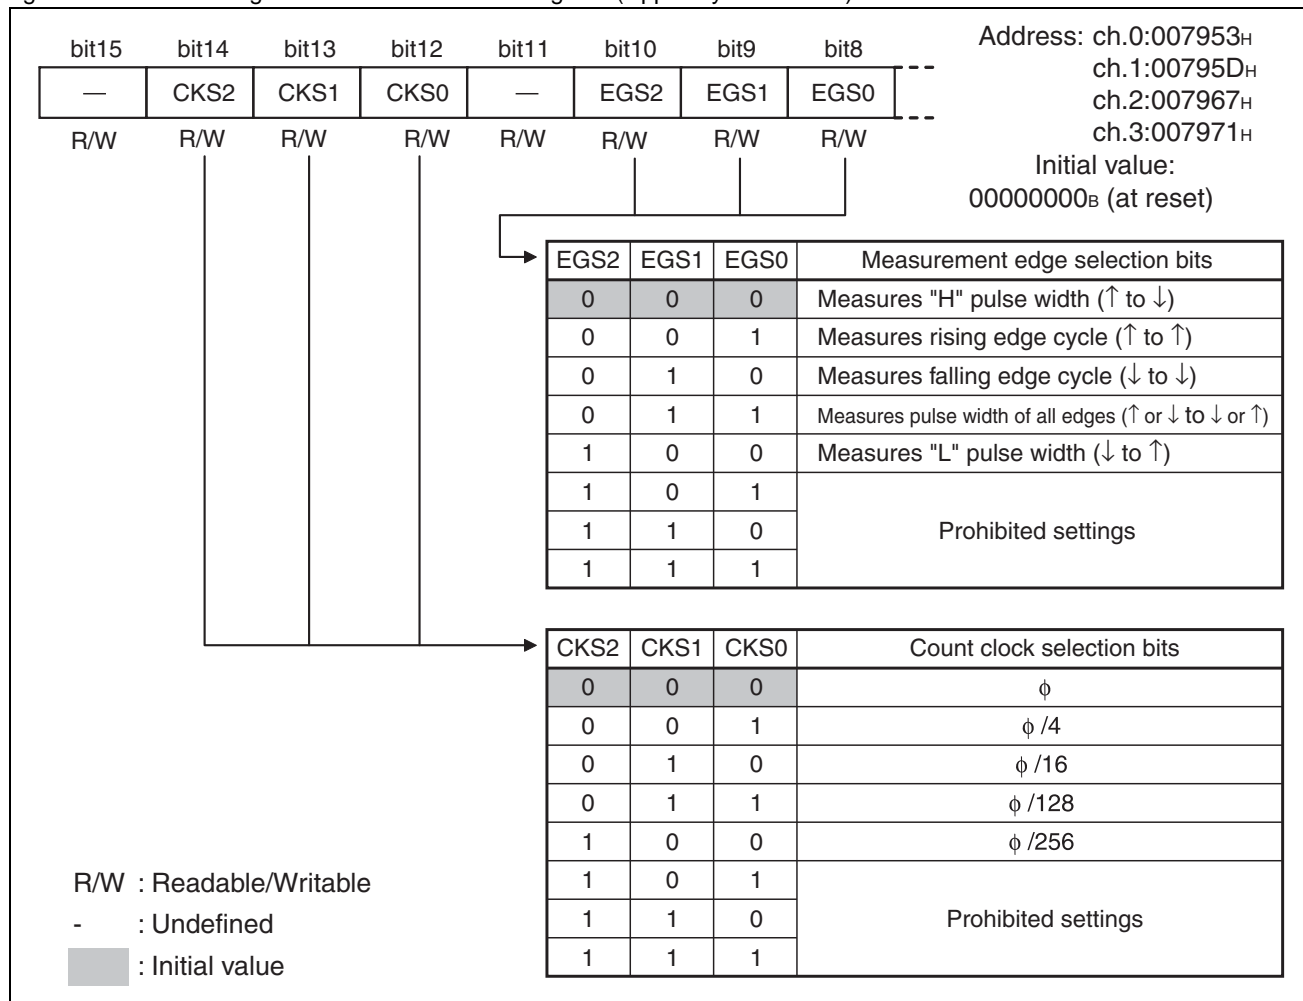 bit15 bit14 bit13 bit12 bit11 bit10 bit9 bit8
— CKS2 CKS1 CKS0 — EGS2 EGS1 EGS0
R/W R/W R/W R/W R/W R/W R/W R/W
Address: ch.0:007953H
ch.1:00795DH
ch.2:007967H
ch.3:007971H
Initial value:
00000000B (at reset)
EGS2 EGS1 EGS0 Measurement edge selection bits
0 0 0 Measures "H" pulse width (↑ to ↓)
0 0 1 Measures rising edge cycle (↑ to ↑)
0 1 0 Measures falling edge cycle (↓ to ↓)
0 1 1 Measures pulse width of all edges (↑ or ↓ to ↓ or ↑)
1 0 0 Measures "L" pulse width (↓ to ↑)
1 0 1
1 1 0 Prohibited settings
1 1 1
CKS2 CKS1 CKS0 Count clock selection bits
0 0 0 ϕ
0 0 1 ϕ /4
0 1 0 ϕ /16
0 1 1 ϕ /128
1 0 0 ϕ /256
1 0 1
1 1 0 Prohibited settings
1 1 1
R/W : Readable/Writable
- : Undefined
: Initial value